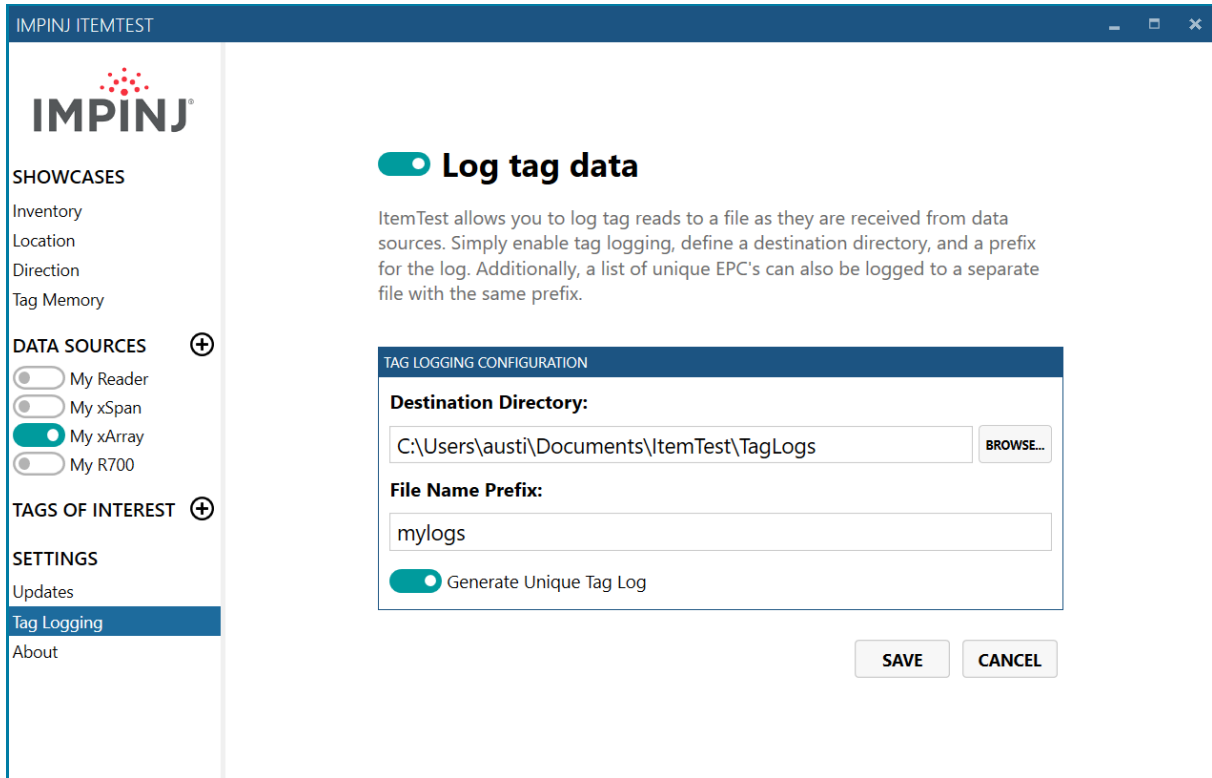 IMPINJ ITEMTEST
IMPINJ®
SHOWCASES
Inventory
Location
Direction
Tag Memory
DATA SOURCES
My Reader
My xSpan
My xArray
My R700
TAGS OF INTEREST
SETTINGS
Updates
Tag Logging
About
Log tag data
ItemTest allows you to log tag reads to a file as they are received from data
sources. Simply enable tag logging, define a destination directory, and a prefix
for the log. Additionally, a list of unique EPC's can also be logged to a separate
file with the same prefix.
TAG LOGGING CONFIGURATION
Destination Directory:
C:\Users\austi\Documents\ItemTest\TagLogs
BROWSE...
File Name Prefix:
mylogs
Generate Unique Tag Log
SAVE CANCEL